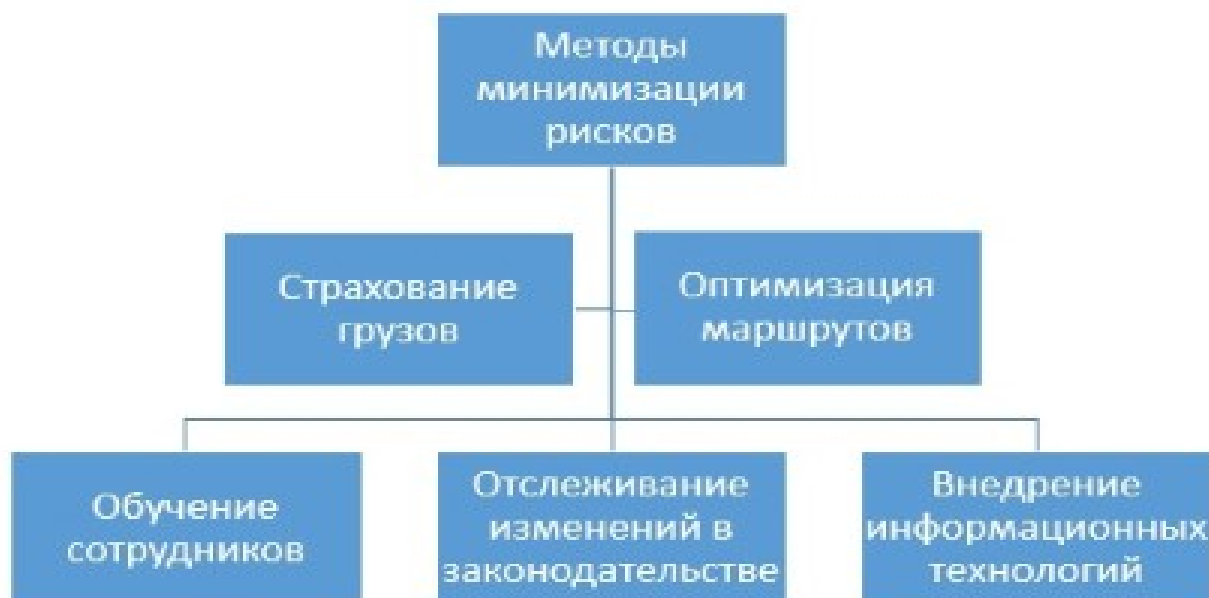 Методы
минимизации
рисков
Страхование
грузов
Оптимизация
маршрутов
Обучение
сотрудников
Отслеживание
изменений в
законодательстве
Внедрение
информационных
технологий